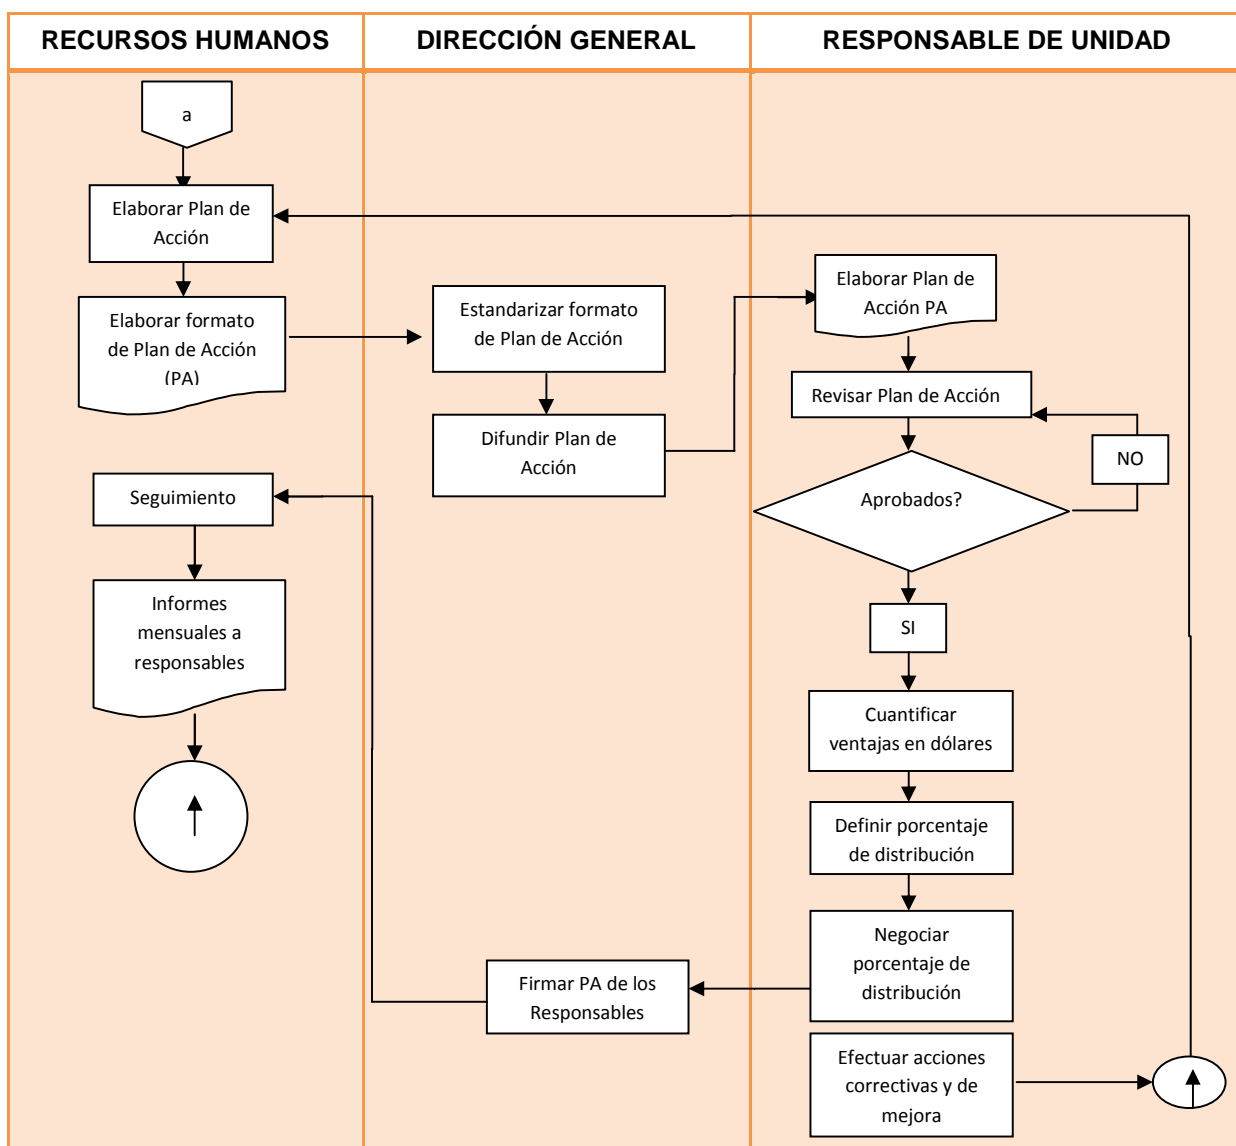 RECURSOS HUMANOS
DIRECCIÓN GENERAL
RESPONSABLE DE UNIDAD
a
Elaborar Plan de
Acción
Elaborar formato
de Plan de Acción
(PA)
Estandarizar formato
de Plan de Acción
Difundir Plan de
Acción
Elaborar Plan de
Acción PA
Revisar Plan de Acción
NO
Aprobados?
SI
Cuantificar
ventajas en dólares
Definir porcentaje
de distribución
Negociar
porcentaje de
distribución
Firmar PA de los
Responsables
Seguimiento
Informes
mensuales a
responsables
Efectuar acciones
correctivas y de
mejora